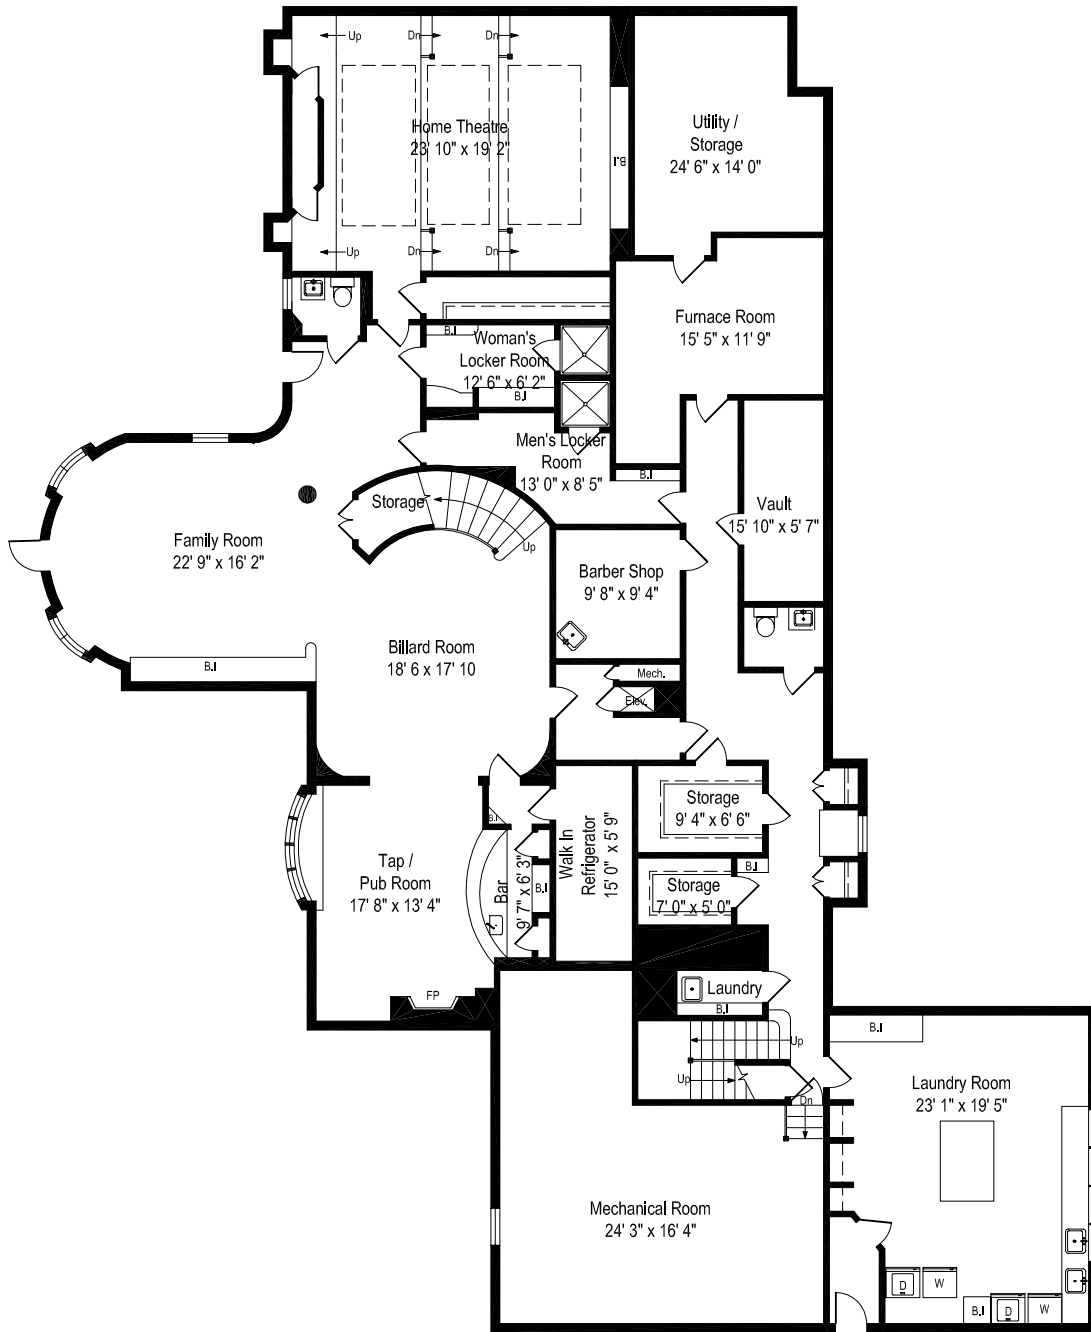 Up
Dn
Dn
Home Theatre
23' 10" x 19' 2"
B.I
Utility /
Storage
24' 6" x 14' 0"
Up
Dn
Dn
Furnace Room
15' 5" x 11' 9"
B.I
Woman's
Locker Room
12' 6" x 6' 2"
B.I
Men's Locker
Room
13' 0" x 8' 5"
B.I
Storage
Up
Vault
15' 10" x 5' 7"
Family Room
22' 9" x 16' 2"
Barber Shop
9' 8" x 9' 4"
Billard Room
18' 6 x 17' 10
B.I
Mech.
Elev.
Storage
9' 4" x 6' 6"
B.I
Walk In
Refrigerator
15' 0" x 5' 9"
Tap /
Pub Room
17' 8" x 13' 4"
Bar
9' 7" x 6' 3"
B.I
B.I
Storage
7' 0" x 5' 0"
FP
Laundry
B.I
B.I
Up
Up
Dn
Laundry Room
23' 1" x 19' 5"
Mechanical Room
24' 3" x 16' 4"
D
W
B.I
D
W